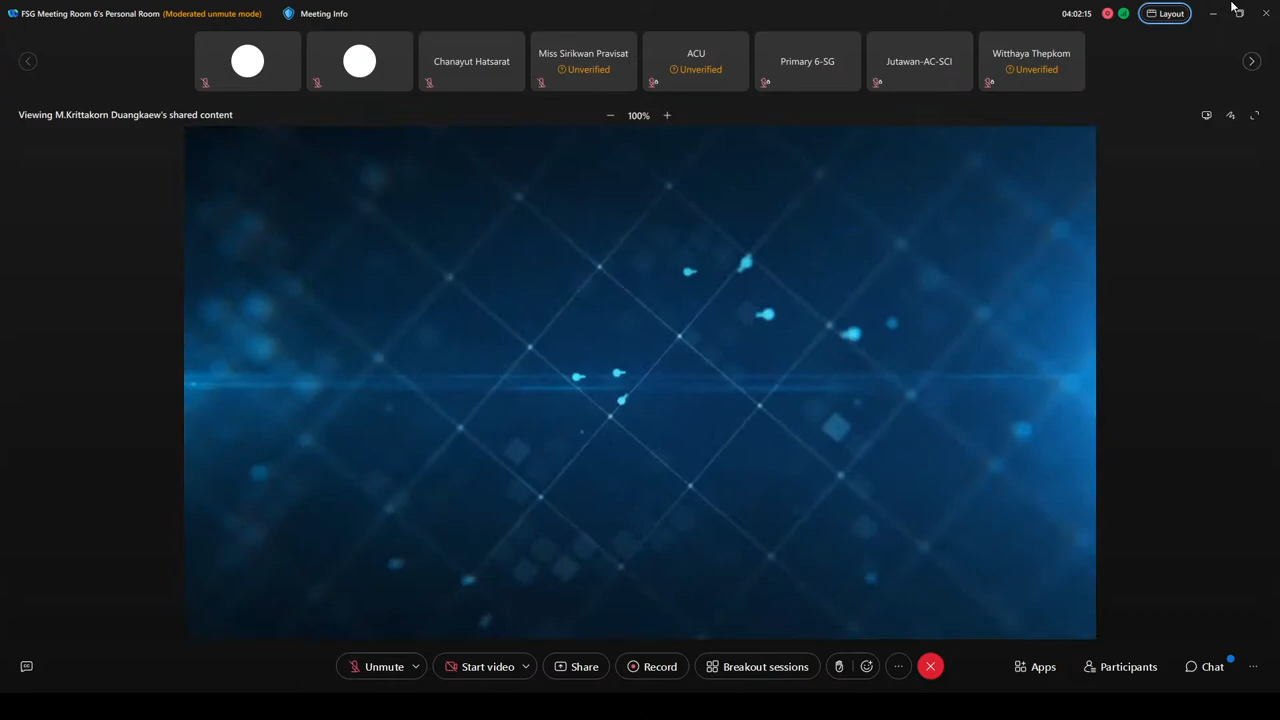 FSG Meeting Room 6's Personal Room (Moderated unmute mode) Meeting Info 04:02:15 Layout
Chanayut Hatsarat
Miss Sirikwan Pravisat
Unverified
ACU
Unverified
Primary 6-SG
Jutawan-AC-SCI
Witthaya Thepkom
Unverified
Viewing M.Krittakorn Duangkaew's shared content
100%
Unmute Start video Share Record Breakout sessions Apps Participants Chat